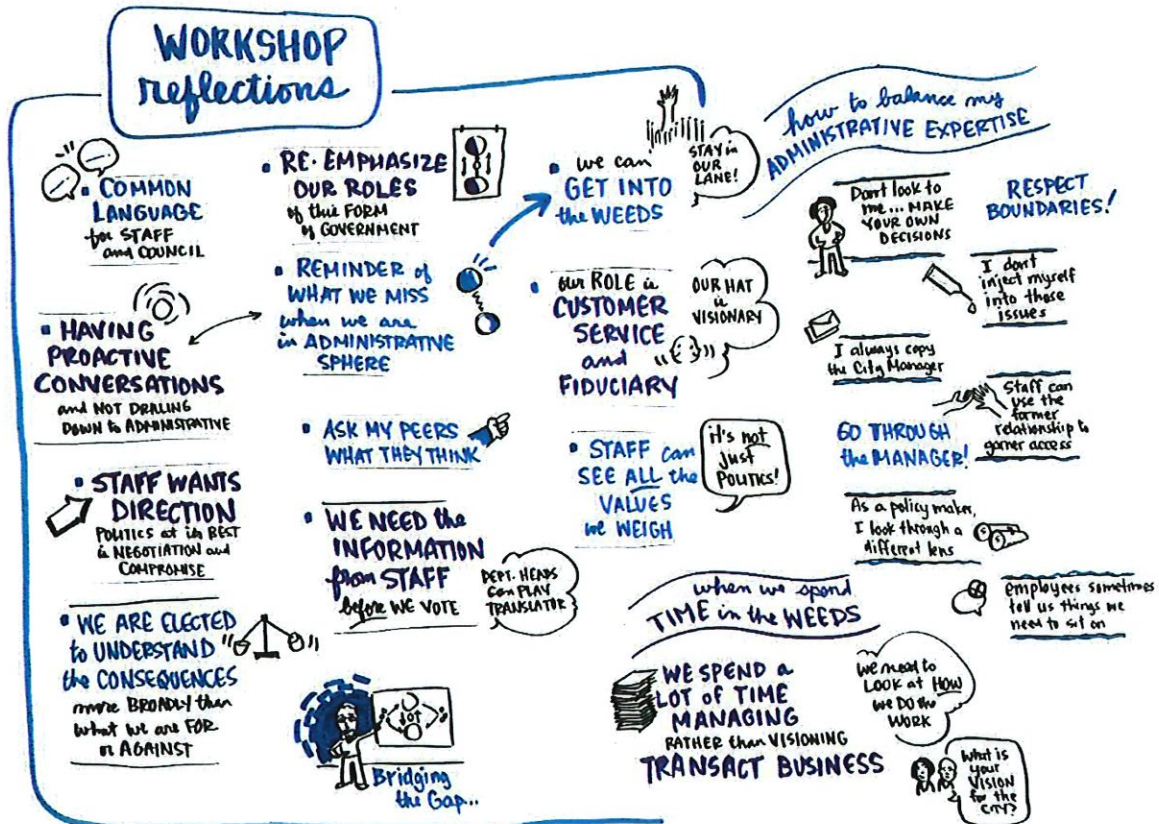 WORKSHOP
reflections
COMMON
LANGUAGE
for STAFF
and COUNCIL
HAVING
PROACTIVE
CONVERSATIONS
and NOT DRILLING
DOWN to ADMINISTRATIVE
STAFF WANTS
DIRECTION
POLITICS at its BEST
is NEGOTIATION and
COMPROMISE
WE ARE ELECTED
to UNDERSTAND
the CONSEQUENCES
more BROADLY than
what we are FOR
or AGAINST
RE-EMPHASIZE
OUR ROLES
of this FORM
of GOVERNMENT
REMINDER of
WHAT WE MISS
when we are
in ADMINISTRATIVE
SPHERE
ASK MY PEERS
WHAT THEY THINK
WE NEED the
INFORMATION
from STAFF
before WE VOTE
DEPT. HEADS
can PLAY
TRANSLATOR
Bridging
the Gap..
we can
GET INTO
the WEEDS
STAY in
OUR
LANE!
our ROLE is
CUSTOMER
SERVICE
and
FIDUCIARY
OUR HAT
is
VISIONARY
STAFF can
SEE ALL the
VALUES
we WEIGH
it's not
just
POLITICS!
how to balance my
ADMINISTRATIVE EXPERTISE
Dont look to
me... MAKE
YOUR OWN
DECISIONS
RESPECT
BOUNDARIES!
I dont
inject myself
into those
issues
I always copy
the City Manager
GO THROUGH
the MANAGER!
Staff can
use the
former
relationship to
garner access
As a policy maker,
I look through a
different lens
employees sometimes
tell us things we
need to sit on
when we spend
TIME in the WEEDS
WE SPEND a
LOT OF TIME
MANAGING
RATHER than VISIONING
TRANSACT BUSINESS
We need to
LOOK at HOW
we DO the
WORK
What is
your
VISION
for the
CITY?